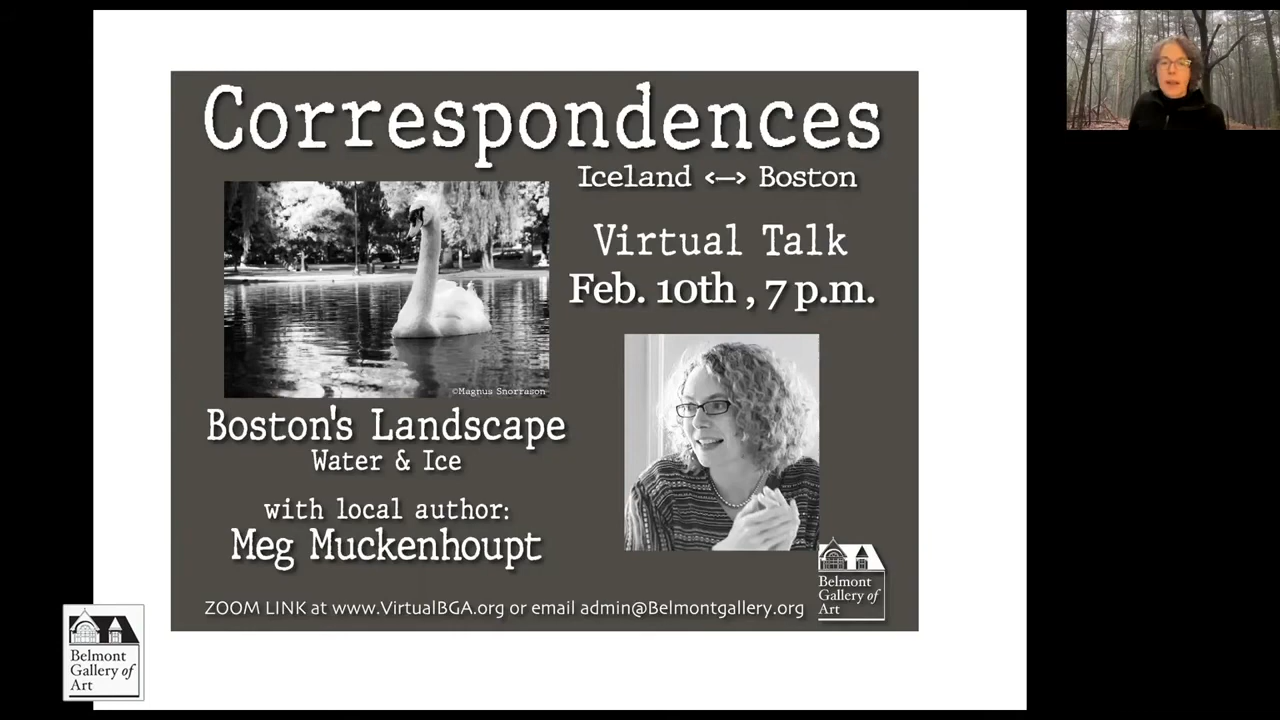 Correspondences
Iceland <—> Boston
Virtual Talk
Feb. 10th , 7 p.m.
©Magnus Snorrason
Boston's Landscape
Water & Ice
with local author:
Meg Muckenhoupt
ZOOM LINK at www.VirtualBGA.org or email admin@Belmontgallery.org
Belmont
Gallery of
Art
Belmont
Gallery of
Art